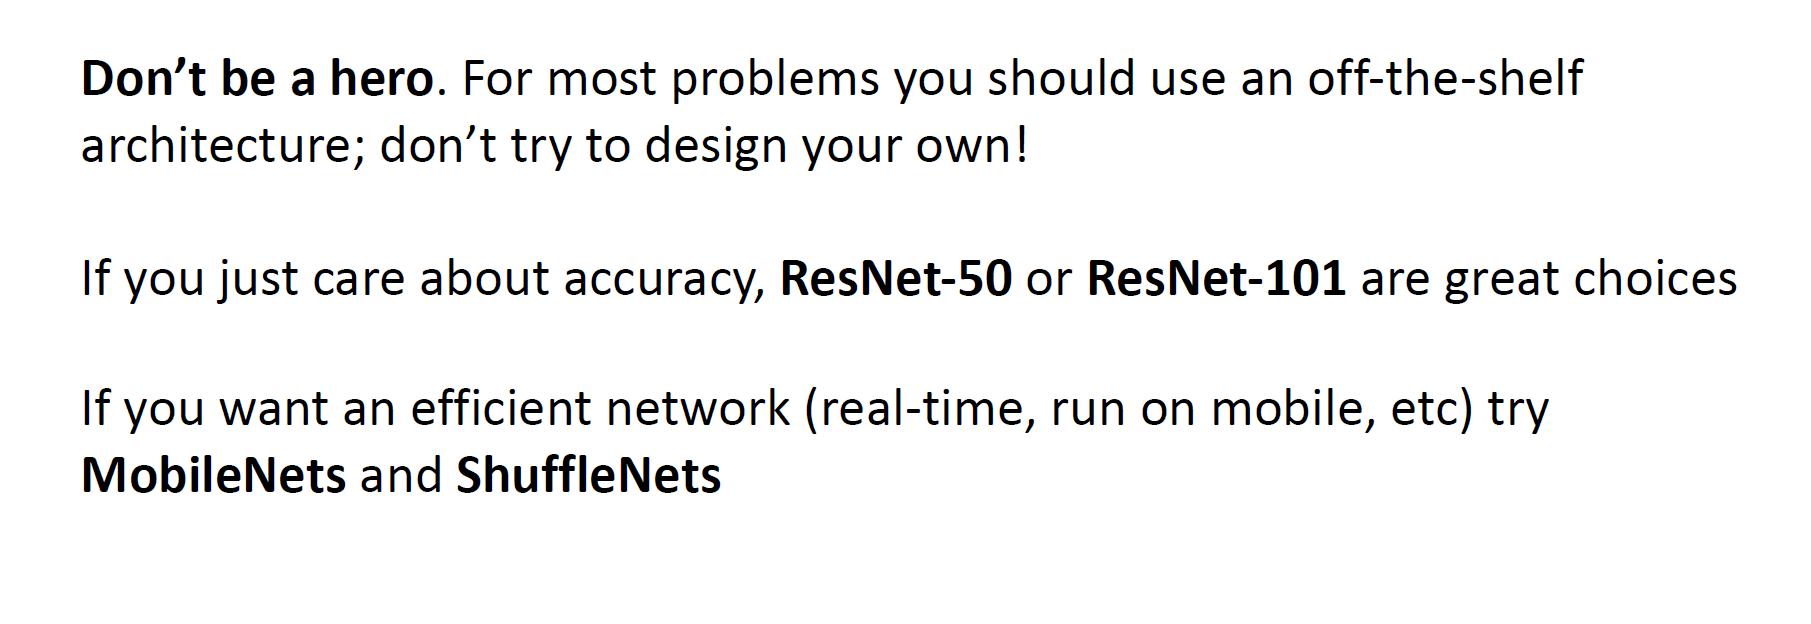 Don’t be a hero. For most problems you should use an off-the-shelf
architecture; don’t try to design your own!
If you just care about accuracy, ResNet-50 or ResNet-101 are great choices
If you want an efficient network (real-time, run on mobile, etc) try
MobileNets and ShuffleNets